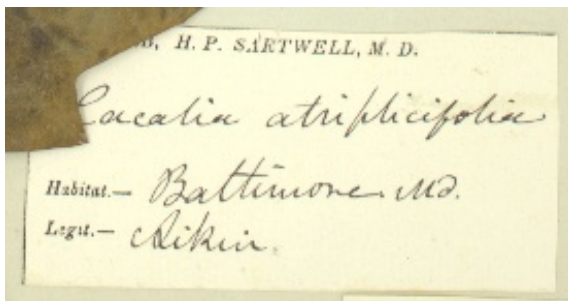 H. P. SARTWELL, M. D.
Cacalia atriplicifolia
Habitat.— Baltimore. Md.
Legit.— Aikin.